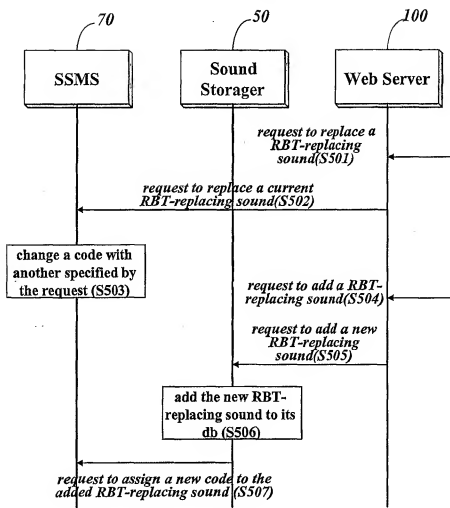 70
50
100
SSMS
Sound
Storager
Web Server
request to replace a
RBT-replacing
sound(S501)
request to replace a current
RBT-replacing sound(S502)
change a code with
another specified by
the request (S503)
request to add a RBT-
replacing sound(S504)
request to add a new
RBT-replacing
sound(S505)
add the new RBT-
replacing sound to its
db (S506)
request to assign a new code to the
added RBT-replacing sound (S507)